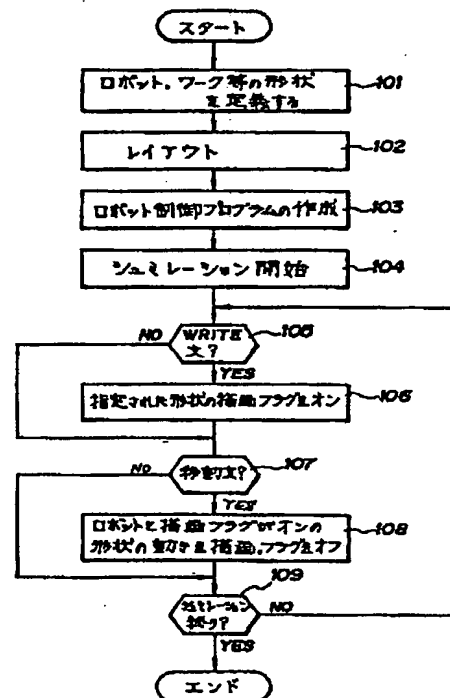 スタート
ロボット、ワーク等の形状
を定義する
101
レイアウト
102
ロボット制御プログラムの作成
103
シュミレーション開始
104
WRITE
文?
105
NO
YES
指定された形状の描画フラグをオン
106
移動文?
107
NO
YES
ロボットと描画フラグがオンの
形状の動きを描画、フラグをオフ
108
シュミレーション
終り?
109
NO
YES
エンド